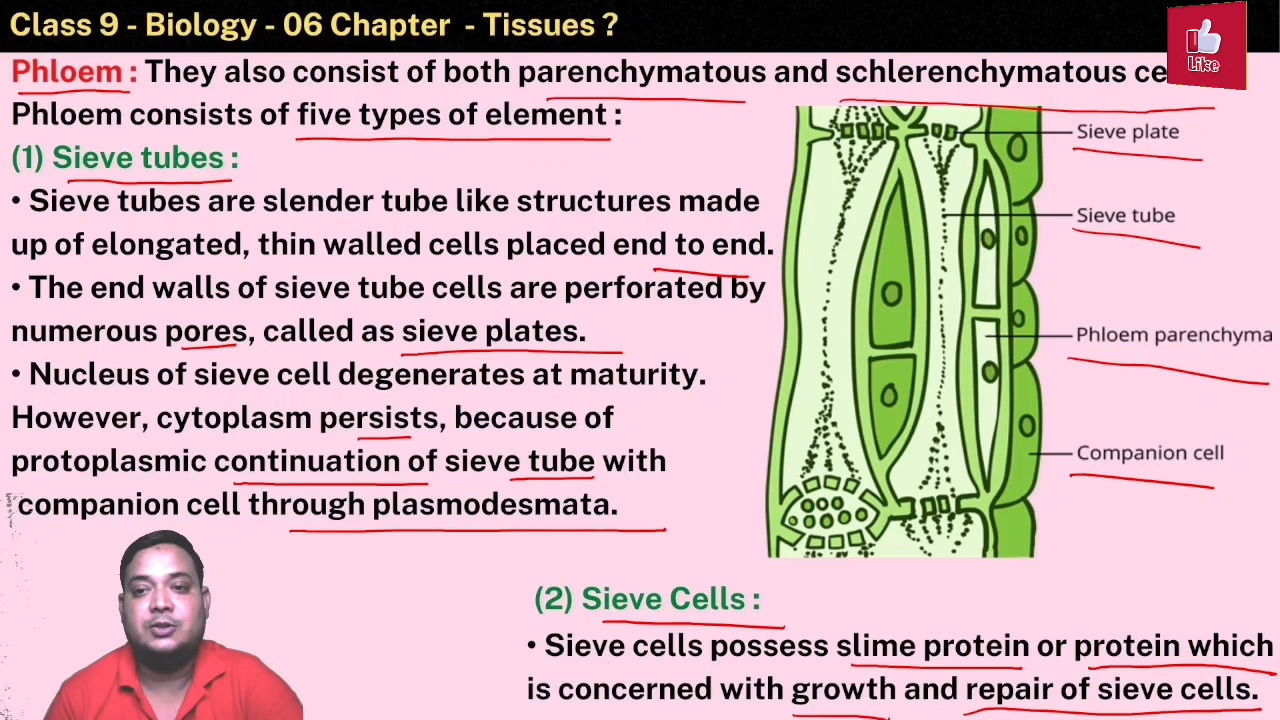 Class 9 - Biology - 06 Chapter - Tissues ?
Like
Phloem : They also consist of both parenchymatous and schlerenchymatous ce
Phloem consists of five types of element :
(1) Sieve tubes :
• Sieve tubes are slender tube like structures made
up of elongated, thin walled cells placed end to end.
• The end walls of sieve tube cells are perforated by
numerous pores, called as sieve plates.
• Nucleus of sieve cell degenerates at maturity.
However, cytoplasm persists, because of
protoplasmic continuation of sieve tube with
companion cell through plasmodesmata.
Sieve plate
Sieve tube
Phloem parenchyma
Companion cell
(2) Sieve Cells :
• Sieve cells possess slime protein or protein which
is concerned with growth and repair of sieve cells.